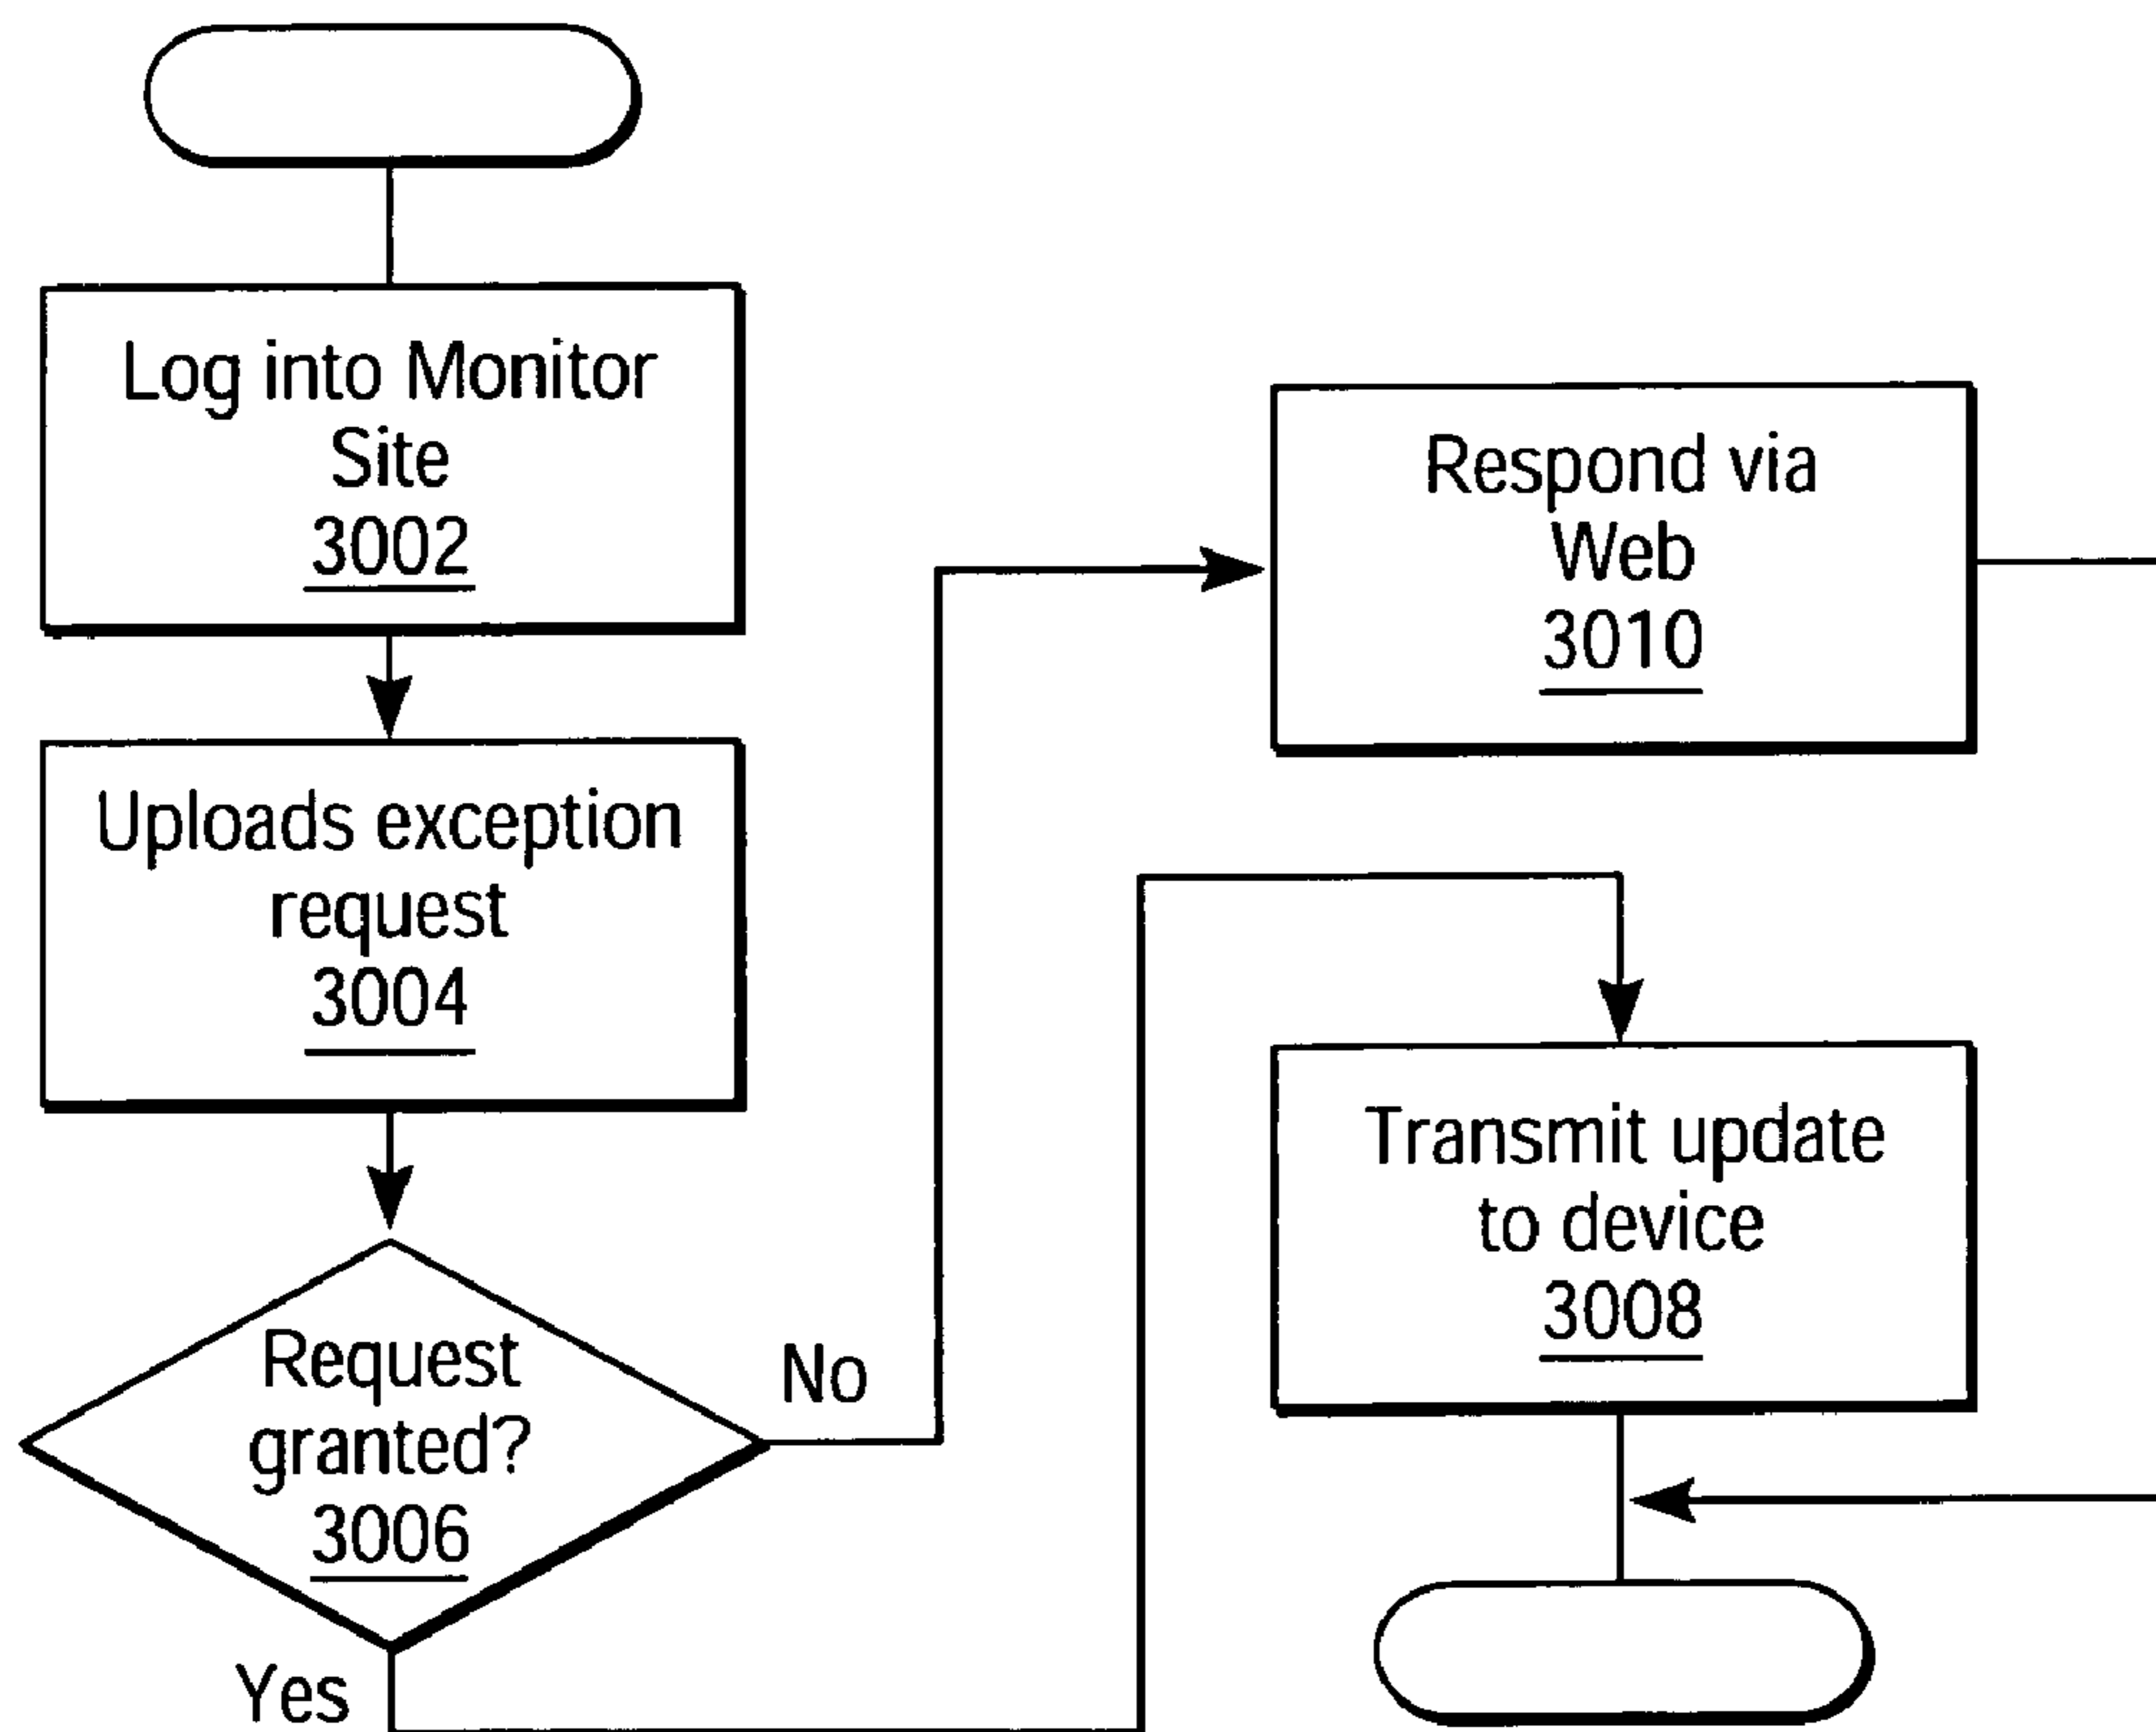 Log into Monitor
Site
3002
Uploads exception
request
3004
Request
granted?
3006
No
Yes
Respond via
Web
3010
Transmit update
to device
3008